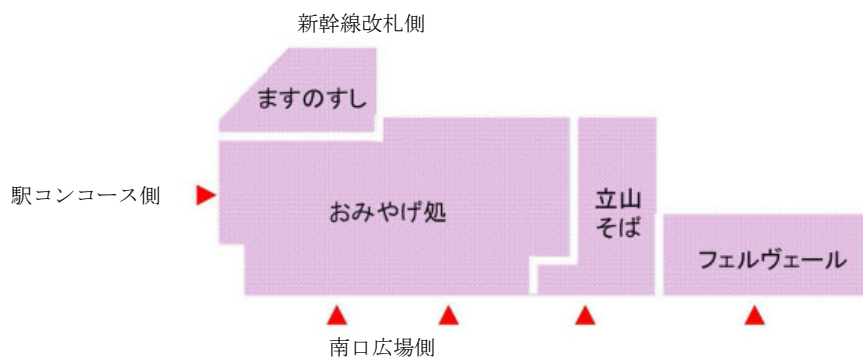 新幹線改札側
ますのすし
駅コンコース側
おみやげ処
立山
そば
フェルヴェール
南口広場側